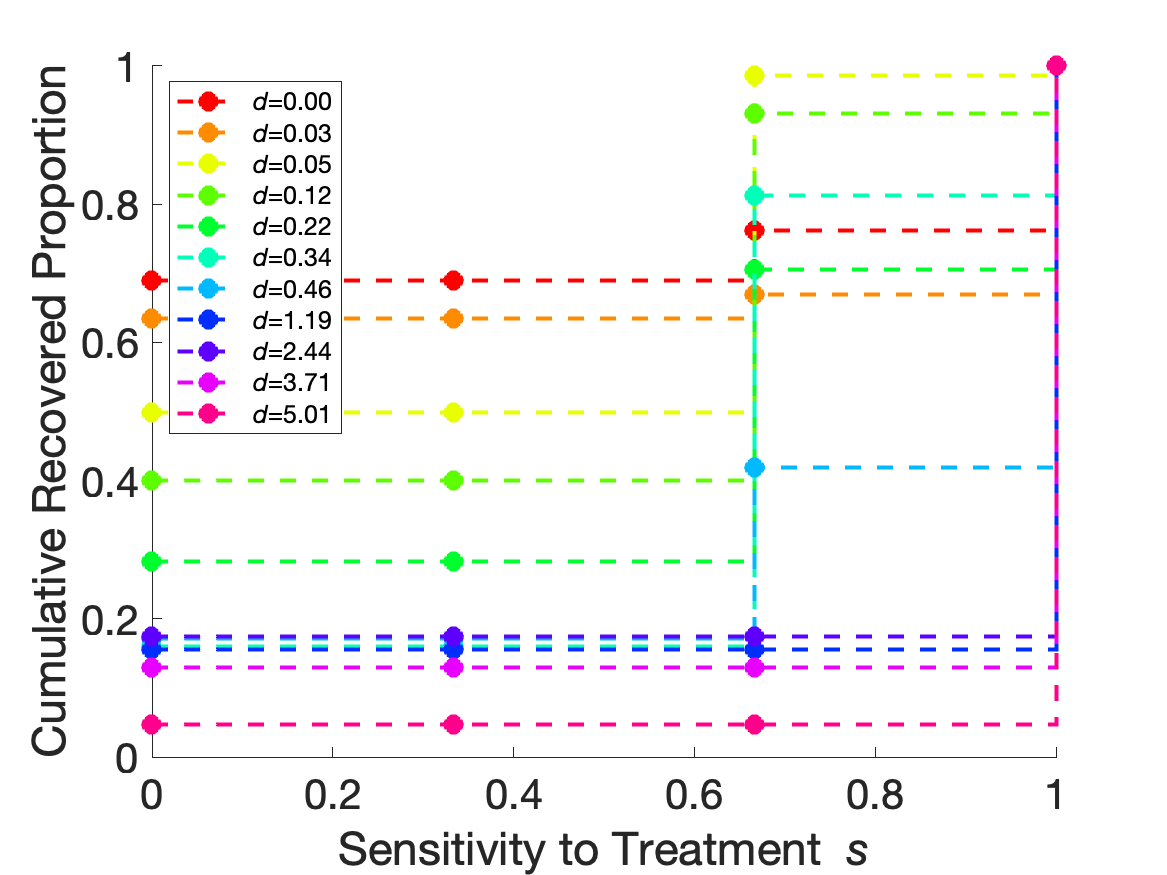 Cumulative Recovered Proportion
1
0.8
0.6
0.4
0.2
0
d=0.00
d=0.03
d=0.05
d=0.12
d=0.22
d=0.34
d=0.46
d=1.19
d=2.44
d=3.71
d=5.01
0 0.2 0.4 0.6 0.8 1
Sensitivity to Treatment s